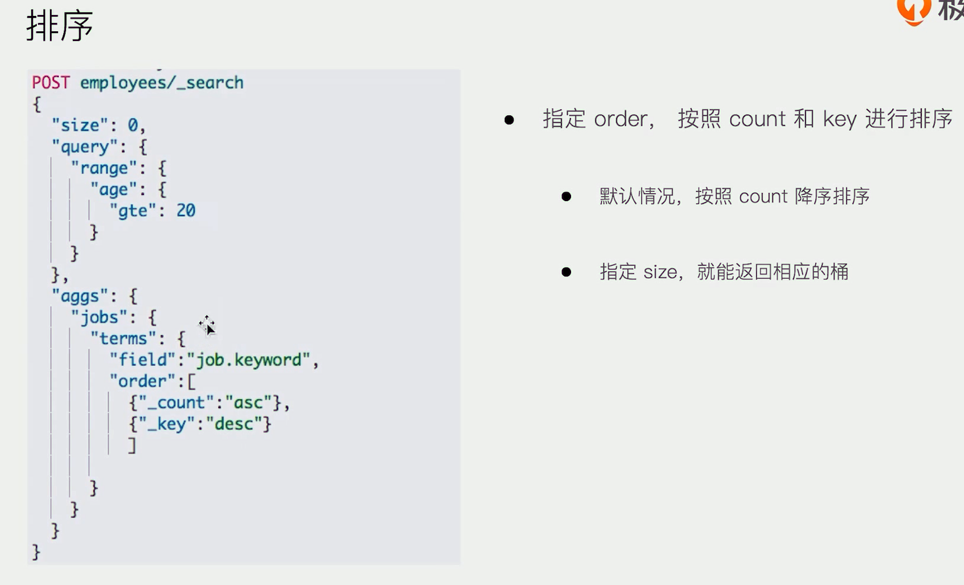 排序
POST employees/_search
{
"size": 0,
"query": {
"range": {
"age": {
"gte": 20
}
}
},
"aggs": {
"jobs": {
"terms": {
"field":"job.keyword",
"order":[
{"_count":"asc"},
{"_key":"desc"}
]
}
}
}
}
● 指定 order， 按照 count 和 key 进行排序
● 默认情况，按照 count 降序排序
● 指定 size，就能返回相应的桶